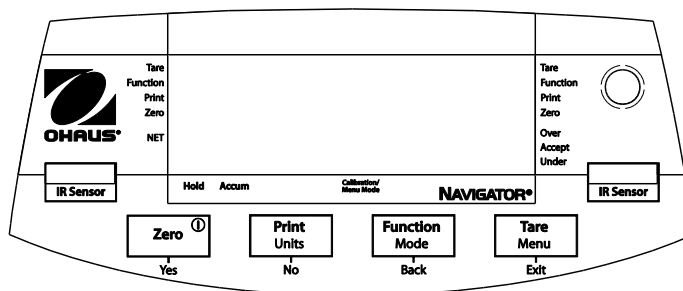 Tare
Function
Print
Zero
NET
OHAUS®
Tare
Function
Print
Zero
Over
Accept
Under
IR Sensor
Hold Accum
Calibration/
Menu Mode
NAVIGATOR®
IR Sensor
Zero
Yes
Print
Units
No
Function
Mode
Back
Tare
Menu
Exit